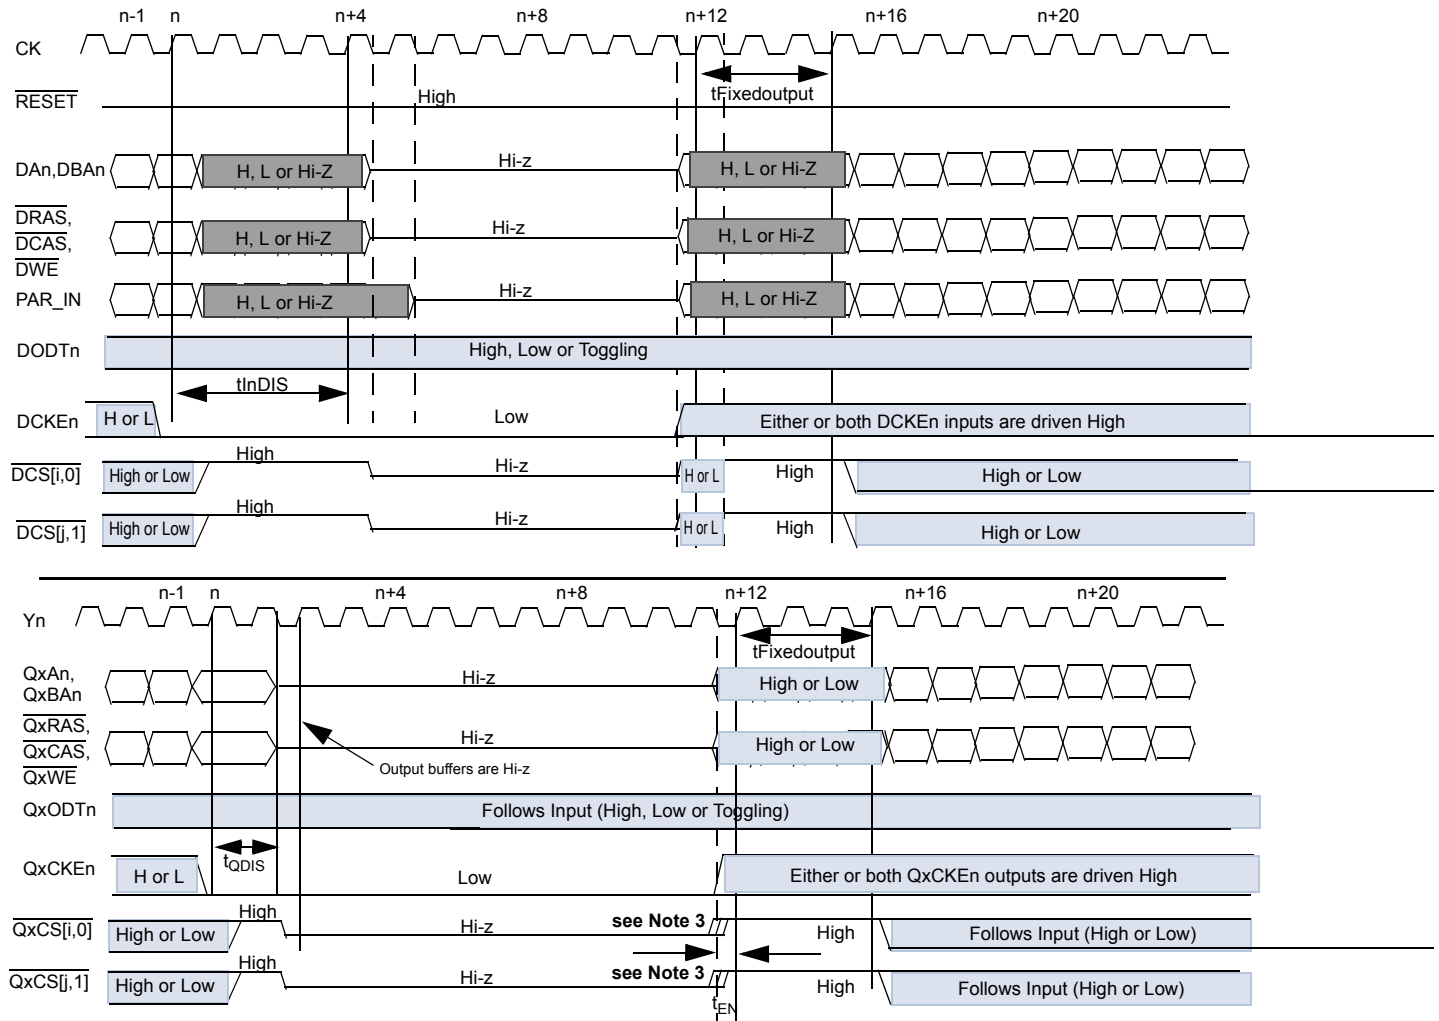 n-1 n n+4 n+8 n+12 n+16 n+20
CK
tFixedoutput
RESET High
DAn,DBAn H, L or Hi-Z Hi-z H, L or Hi-Z
DRAS,
DCAS, H, L or Hi-Z Hi-z H, L or Hi-Z
DWE
PAR_IN H, L or Hi-Z Hi-z H, L or Hi-Z
DODTn High, Low or Toggling
tInDIS
DCKEn H or L Low Either or both DCKEn inputs are driven High
DCS[i,0] High or Low High Hi-z H or L High High or Low
DCS[j,1] High or Low High Hi-z H or L High High or Low
n-1 n n+4 n+8 n+12 n+16 n+20
Yn
tFixedoutput
QxAn,
QxBAn Hi-z High or Low
QxRAS,
QxCAS, Hi-z High or Low
QxWE
Output buffers are Hi-z
QxODTn Follows Input (High, Low or Toggling)
tQDIS
QxCKEn H or L Low Either or both QxCKEn outputs are driven High
QxCS[i,0] High or Low High Hi-z see Note 3 High Follows Input (High or Low)
QxCS[j,1] High or Low High Hi-z see Note 3 High Follows Input (High or Low)
tEN